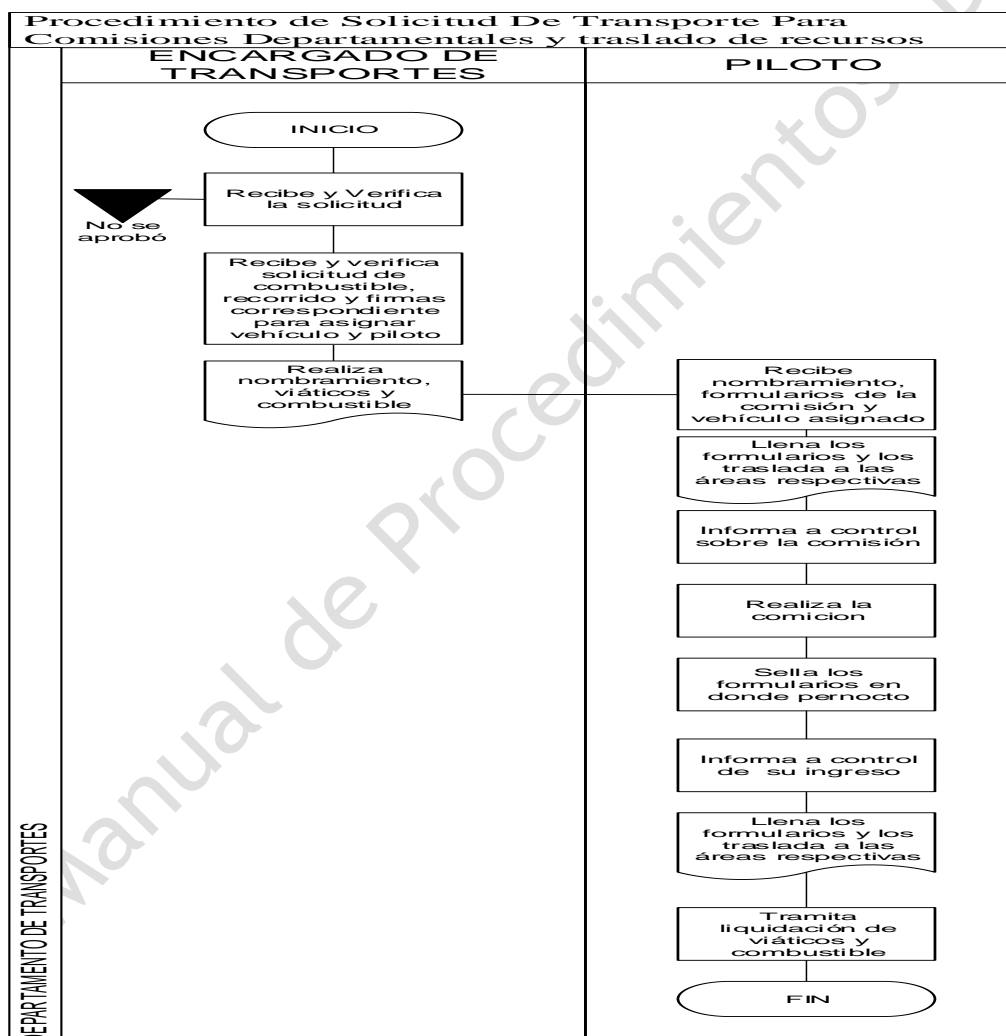 Procedimiento de Solicitud De Transporte Para
Comisiones Departamentales y traslado de recursos
ENCARGADO DE
TRANSPORTES
PILOTO
INICIO
Recibe y Verifica
la solicitud
No se
aprobó
Recibe y verifica
solicitud de
combustible,
recorrido y firmas
correspondiente
para asignar
vehículo y piloto
Realiza
nombramiento,
viáticos y
combustible
Recibe
nombramiento,
formularios de la
comisión y
vehículo asignado
Llena los
formularios y los
traslada a las
áreas respectivas
Informa a control
sobre la comisión
Realiza la
comicion
Sella los
formularios en
donde pernocto
Informa a control
de su ingreso
Llena los
formularios y los
traslada a las
áreas respectivas
Tramita
liquidación de
viáticos y
combustible
FIN
DEPARTAMENTO DE TRANSPORTES
Manual de Procedimientos